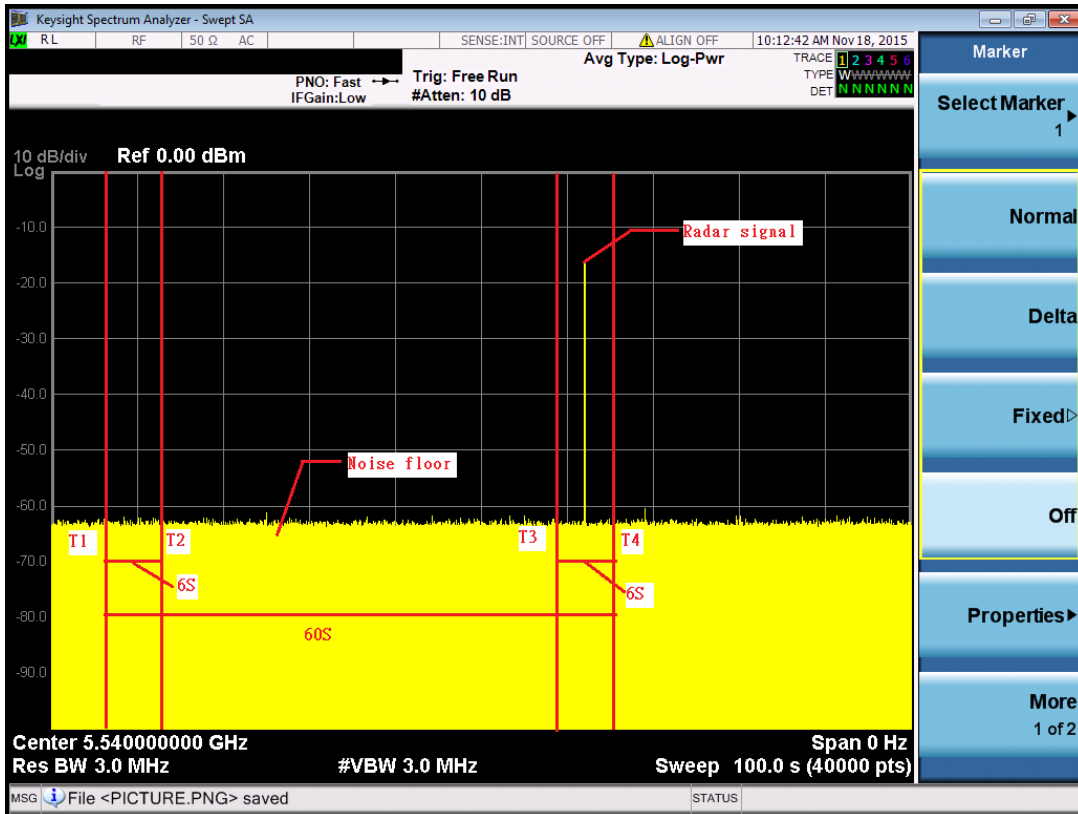 Keysight Spectrum Analyzer - Swept SA
LXI RL RF 50 Ω AC SENSE:INT SOURCE OFF ALIGN OFF 10:12:42 AM Nov 18, 2015
Avg Type: Log-Pwr
TRACE 1 2 3 4 5 6
TYPE WWWWWW
DET N N N N N N
PNO: Fast
IFGain:Low
Trig: Free Run
#Atten: 10 dB
10 dB/div
Log
Ref 0.00 dBm
-10.0
-20.0
-30.0
-40.0
-50.0
-60.0
-70.0
-80.0
-90.0
Radar signal
Noise floor
T1
T2
T3
T4
6S
6S
60S
Center 5.540000000 GHz
Span 0 Hz
Res BW 3.0 MHz
#VBW 3.0 MHz
Sweep 100.0 s (40000 pts)
MSG File <PICTURE.PNG> saved
STATUS
Marker
Select Marker
1
Normal
Delta
Fixed
Off
Properties
More
1 of 2